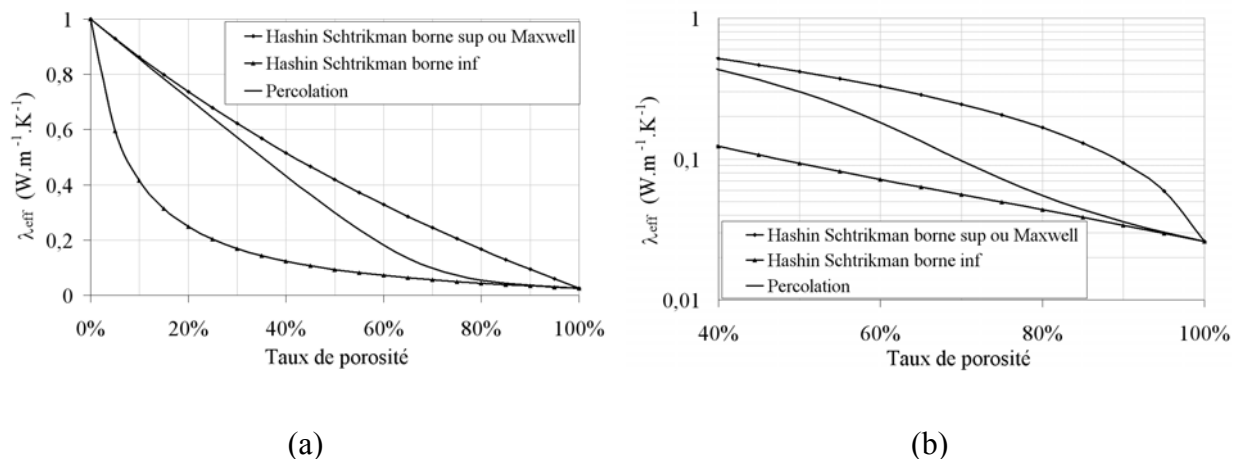 1
0,8
0,6
0,4
0,2
0
λeff (W.m-1.K-1)
Hashin Schtrikman borne sup ou Maxwell
Hashin Schtrikman borne inf
Percolation
0% 20% 40% 60% 80% 100%
Taux de porosité
(a)
1
0,1
0,01
λeff (W.m-1.K-1)
Hashin Schtrikman borne sup ou Maxwell
Hashin Schtrikman borne inf
Percolation
40% 60% 80% 100%
Taux de porosité
(b)